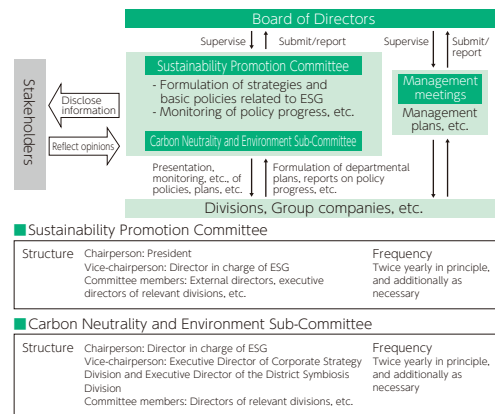 Board of Directors
Supervise
Submit/report
Supervise
Submit/
report
Stakeholders
Disclose
information
Reflect opinions
Sustainability Promotion Committee
- Formulation of strategies and
basic policies related to ESG
- Monitoring of policy progress, etc.
Carbon Neutrality and Environment Sub-Committee
Management
meetings
Management
plans, etc.
Presentation,
monitoring, etc., of
policies, plans, etc.
Formulation of departmental
plans, reports on policy
progress, etc.
Divisions, Group companies, etc.
Sustainability Promotion Committee
Structure
Chairperson: President
Vice-chairperson: Director in charge of ESG
Committee members: External directors, executive
directors of relevant divisions, etc.
Frequency
Twice yearly in principle,
and additionally as
necessary
Carbon Neutrality and Environment Sub-Committee
Structure
Chairperson: Director in charge of ESG
Vice-chairperson: Executive Director of Corporate Strategy
Division and Executive Director of the District Symbiosis
Division
Committee members: Directors of relevant divisions, etc.
Frequency
Twice yearly in principle,
and additionally as
necessary